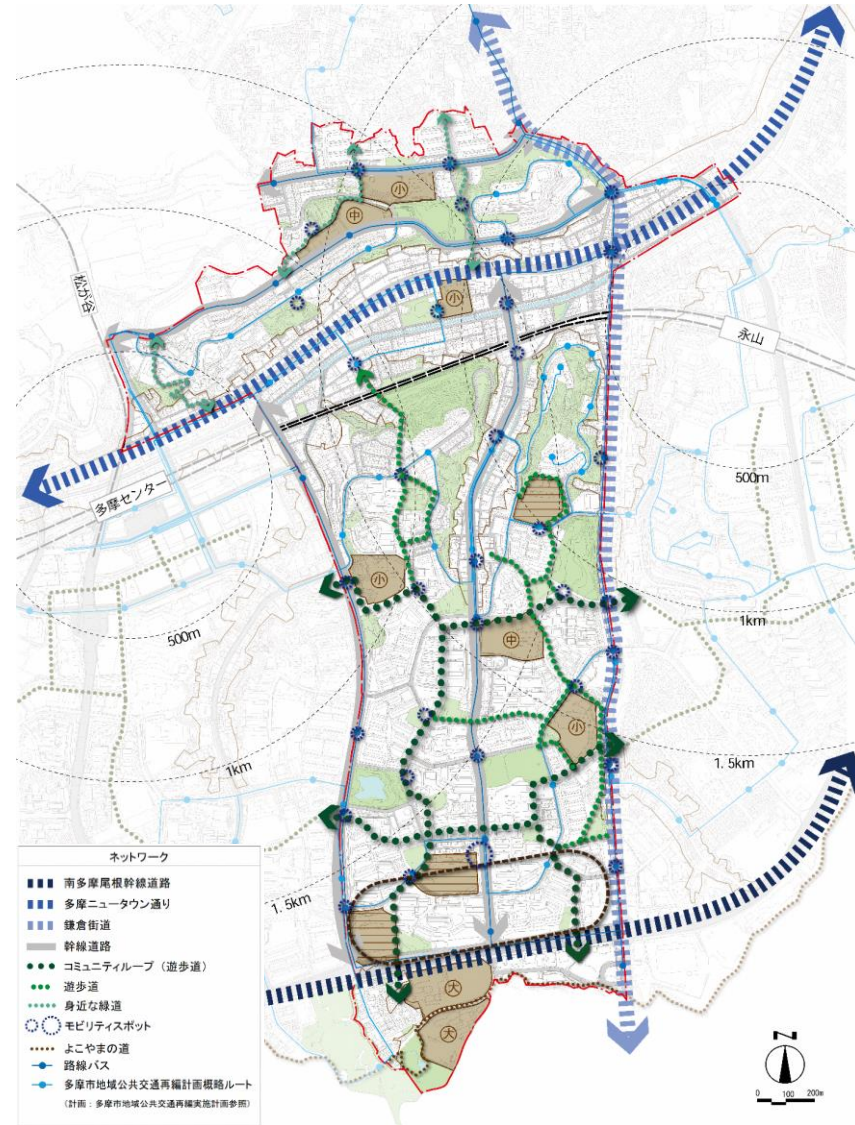 小
中
小
松が谷
永山
多摩センター
500m
小
500m
1km
中
小
1km
1.5km
1.5km
大
大
ネットワーク
南多摩尾根幹線道路
多摩ニュータウン通り
鎌倉街道
幹線道路
コミュニティループ（遊歩道）
遊歩道
身近な緑道
モビリティスポット
よこやまの道
路線バス
多摩市地域公共交通再編計画概略ルート
（計画：多摩市地域公共交通再編実施計画参照）
N
0 100 200m